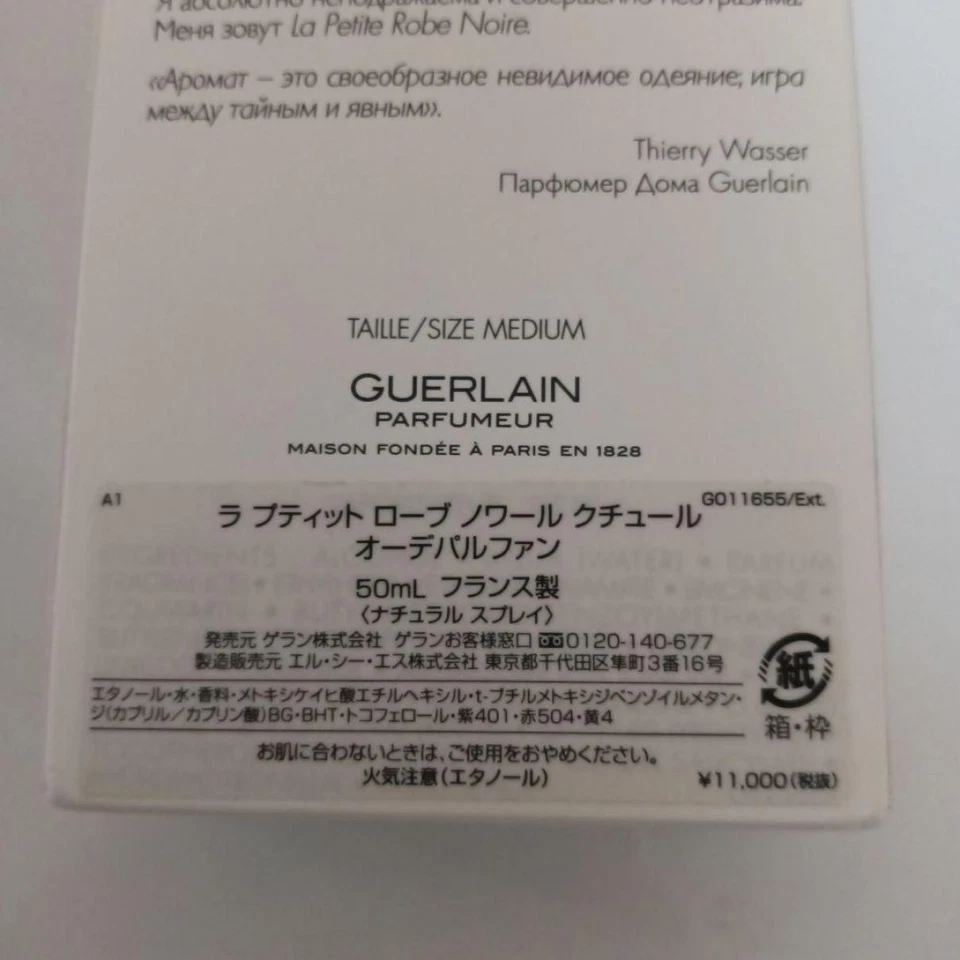 Я абсолютно неподражаема и совершенно неотразима.
Меня зовут La Petite Robe Noire.
«Аромат – это своеобразное невидимое одеяние, игра
между тайным и явным».
Thierry Wasser
Парфюмер Дома Guerlain
TAILLE/SIZE MEDIUM
GUERLAIN
PARFUMEUR
MAISON FONDÉE À PARIS EN 1828
A1
G011655/Ext.
ラ プティット ローブ ノワール クチュール
オーデパルファン
50mL フランス製
〈ナチュラル スプレイ〉
発売元 ゲラン株式会社 ゲランお客様窓口 0120-140-677
製造販売元 エル・シー・エス株式会社 東京都千代田区隼町3番16号
エタノール・水・香料・メトキシケイヒ酸エチルヘキシル・t-ブチルメトキシジベンゾイルメタン・
ジ(カプリル/カプリン酸)BG・BHT・トコフェロール・紫401・赤504・黄4
紙
箱・枠
お肌に合わないときは、ご使用をおやめください。
火気注意(エタノール)
¥11,000(税抜)